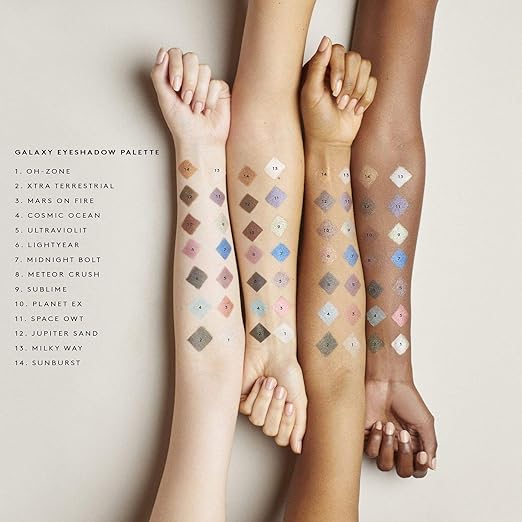 GALAXY EYESHADOW PALETTE
1. OH-ZONE
2. XTRA TERRESTRIAL
3. MARS ON FIRE
4. COSMIC OCEAN
5. ULTRAVIOLIT
6. LIGHTYEAR
7. MIDNIGHT BOLT
8. METEOR CRUSH
9. SUBLIME
10. PLANET EX
11. SPACE OWT
12. JUPITER SAND
13. MILKY WAY
14. SUNBURST